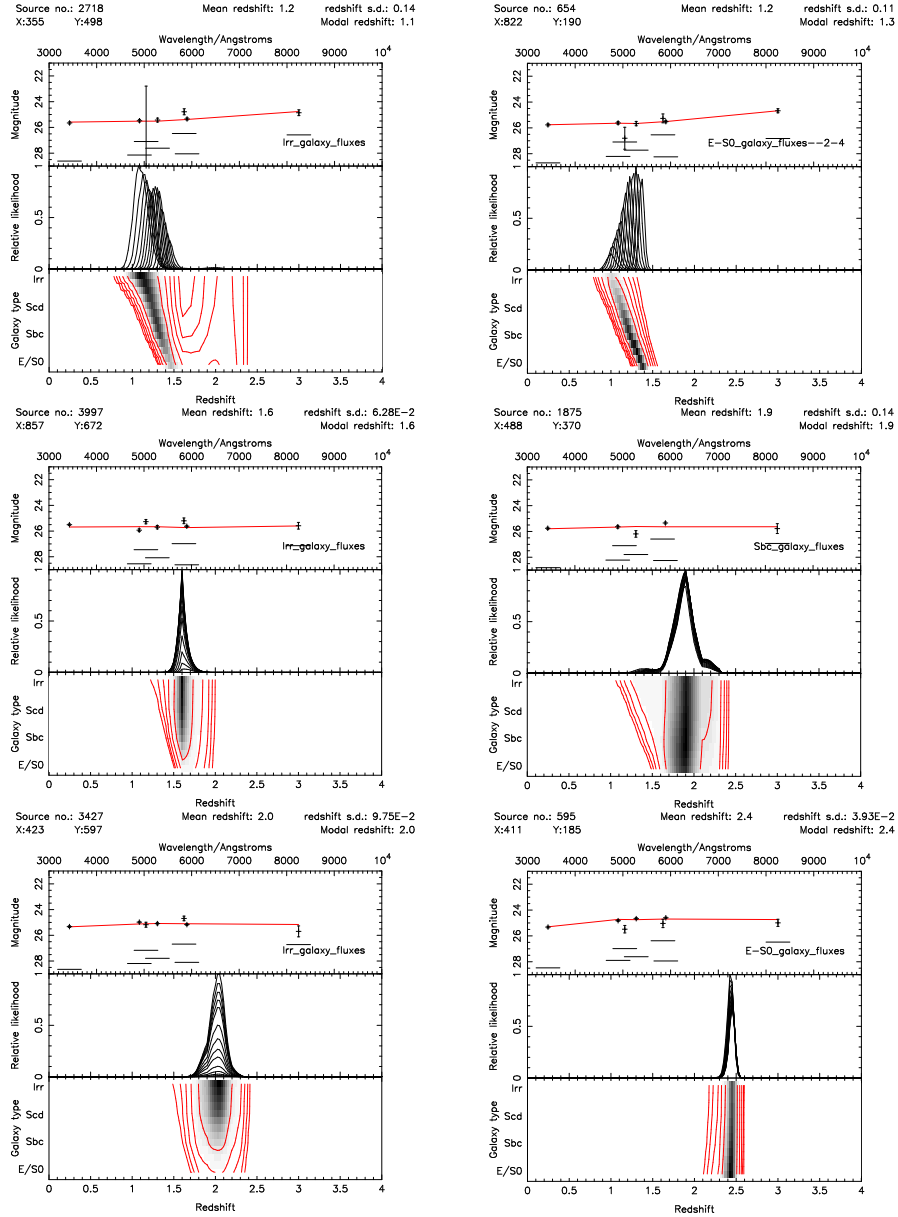 Source no.: 2718 Mean redshift: 1.2 redshift s.d.: 0.14
X:355 Y:498 Modal redshift: 1.1
Wavelength/Angstroms
3000 4000 5000 6000 7000 8000 9000 10⁴
Magnitude
22
24
26
28
Irr_galaxy_fluxes
Relative likelihood
1
0.5
0
Galaxy type
Irr
Scd
Sbc
E/S0
0 0.5 1 1.5 2 2.5 3 3.5 4
Redshift
Source no.: 654 Mean redshift: 1.2 redshift s.d.: 0.11
X:822 Y:190 Modal redshift: 1.3
Wavelength/Angstroms
3000 4000 5000 6000 7000 8000 9000 10⁴
Magnitude
22
24
26
28
E-S0_galaxy_fluxes--2-4
Relative likelihood
1
0.5
0
Galaxy type
Irr
Scd
Sbc
E/S0
0 0.5 1 1.5 2 2.5 3 3.5 4
Redshift
Source no.: 3997 Mean redshift: 1.6 redshift s.d.: 6.28E-2
X:857 Y:672 Modal redshift: 1.6
Wavelength/Angstroms
3000 4000 5000 6000 7000 8000 9000 10⁴
Magnitude
22
24
26
28
Irr_galaxy_fluxes
Relative likelihood
1
0.5
0
Galaxy type
Irr
Scd
Sbc
E/S0
0 0.5 1 1.5 2 2.5 3 3.5 4
Redshift
Source no.: 1875 Mean redshift: 1.9 redshift s.d.: 0.14
X:488 Y:370 Modal redshift: 1.9
Wavelength/Angstroms
3000 4000 5000 6000 7000 8000 9000 10⁴
Magnitude
22
24
26
28
Sbc_galaxy_fluxes
Relative likelihood
1
0.5
0
Galaxy type
Irr
Scd
Sbc
E/S0
0 0.5 1 1.5 2 2.5 3 3.5 4
Redshift
Source no.: 3427 Mean redshift: 2.0 redshift s.d.: 9.75E-2
X:423 Y:597 Modal redshift: 2.0
Wavelength/Angstroms
3000 4000 5000 6000 7000 8000 9000 10⁴
Magnitude
22
24
26
28
Irr_galaxy_fluxes
Relative likelihood
1
0.5
0
Galaxy type
Irr
Scd
Sbc
E/S0
0 0.5 1 1.5 2 2.5 3 3.5 4
Redshift
Source no.: 595 Mean redshift: 2.4 redshift s.d.: 3.93E-2
X:411 Y:185 Modal redshift: 2.4
Wavelength/Angstroms
3000 4000 5000 6000 7000 8000 9000 10⁴
Magnitude
22
24
26
28
E-S0_galaxy_fluxes
Relative likelihood
1
0.5
0
Galaxy type
Irr
Scd
Sbc
E/S0
0 0.5 1 1.5 2 2.5 3 3.5 4
Redshift